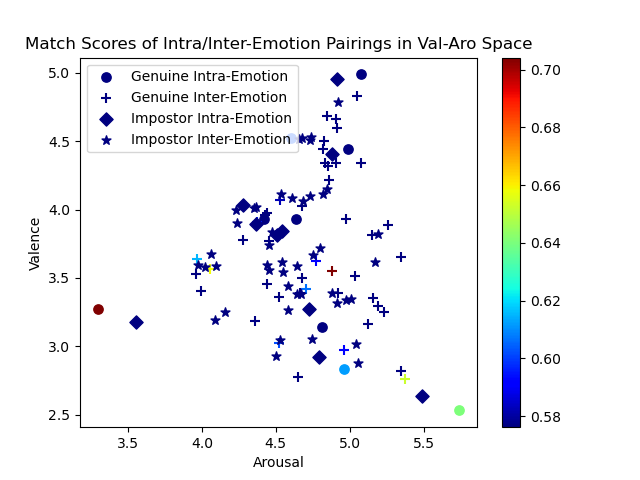 Match Scores of Intra/Inter-Emotion Pairings in Val-Aro Space
Genuine Intra-Emotion
Genuine Inter-Emotion
Impostor Intra-Emotion
Impostor Inter-Emotion
Valence
5.0
4.5
4.0
3.5
3.0
2.5
3.5
4.0
4.5
5.0
5.5
Arousal
0.70
0.68
0.66
0.64
0.62
0.60
0.58